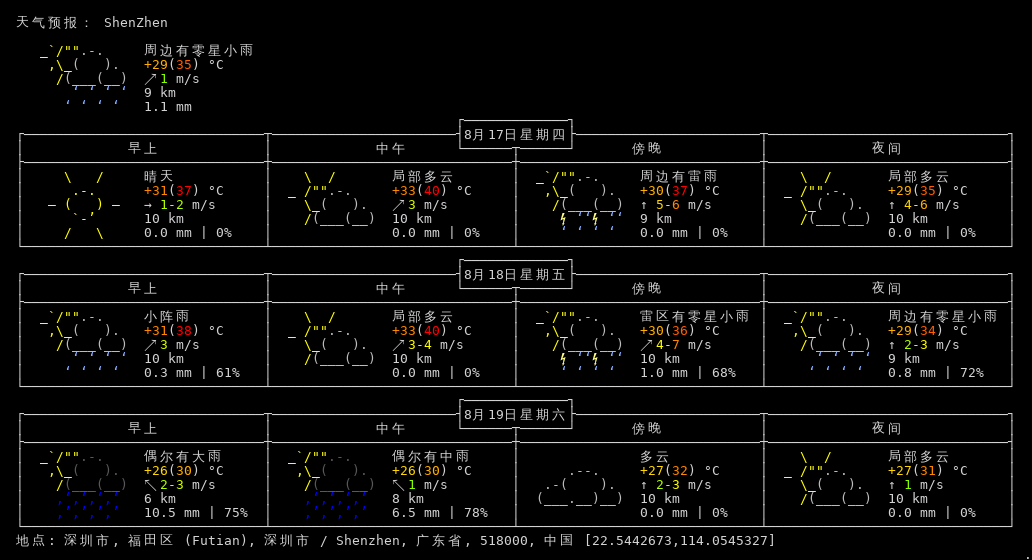 天气预报： ShenZhen
周边有零星小雨
+29(35) °C
↗ 1 m/s
9 km
1.1 mm
8月17日星期四
早上 中午 傍晚 夜间
晴天 局部多云 周边有雷雨 局部多云
+31(37) °C +33(40) °C +30(37) °C +29(35) °C
→ 1-2 m/s ↗ 3 m/s ↑ 5-6 m/s ↑ 4-6 m/s
10 km 10 km 9 km 10 km
0.0 mm | 0% 0.0 mm | 0% 0.0 mm | 0% 0.0 mm | 0%
8月18日星期五
早上 中午 傍晚 夜间
小阵雨 局部多云 雷区有零星小雨 周边有零星小雨
+31(38) °C +33(40) °C +30(36) °C +29(34) °C
↗ 3 m/s ↗ 3-4 m/s ↗ 4-7 m/s ↑ 2-3 m/s
10 km 10 km 10 km 9 km
0.3 mm | 61% 0.0 mm | 0% 1.0 mm | 68% 0.8 mm | 72%
8月19日星期六
早上 中午 傍晚 夜间
偶尔有大雨 偶尔有中雨 多云 局部多云
+26(30) °C +26(30) °C +27(32) °C +27(31) °C
↖ 2-3 m/s ↖ 1 m/s ↑ 2-3 m/s ↑ 1 m/s
6 km 8 km 10 km 10 km
10.5 mm | 75% 6.5 mm | 78% 0.0 mm | 0% 0.0 mm | 0%
地点: 深圳市, 福田区 (Futian), 深圳市 / Shenzhen, 广东省, 518000, 中国 [22.5442673,114.0545327]